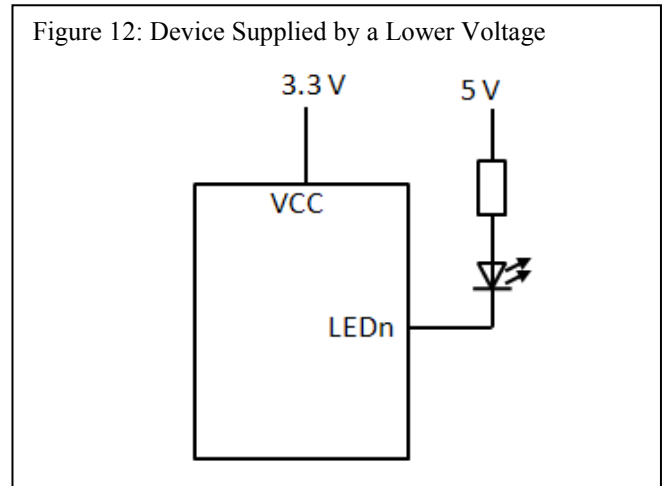 Figure 12: Device Supplied by a Lower Voltage
3.3 V
5 V
VCC
LEDn